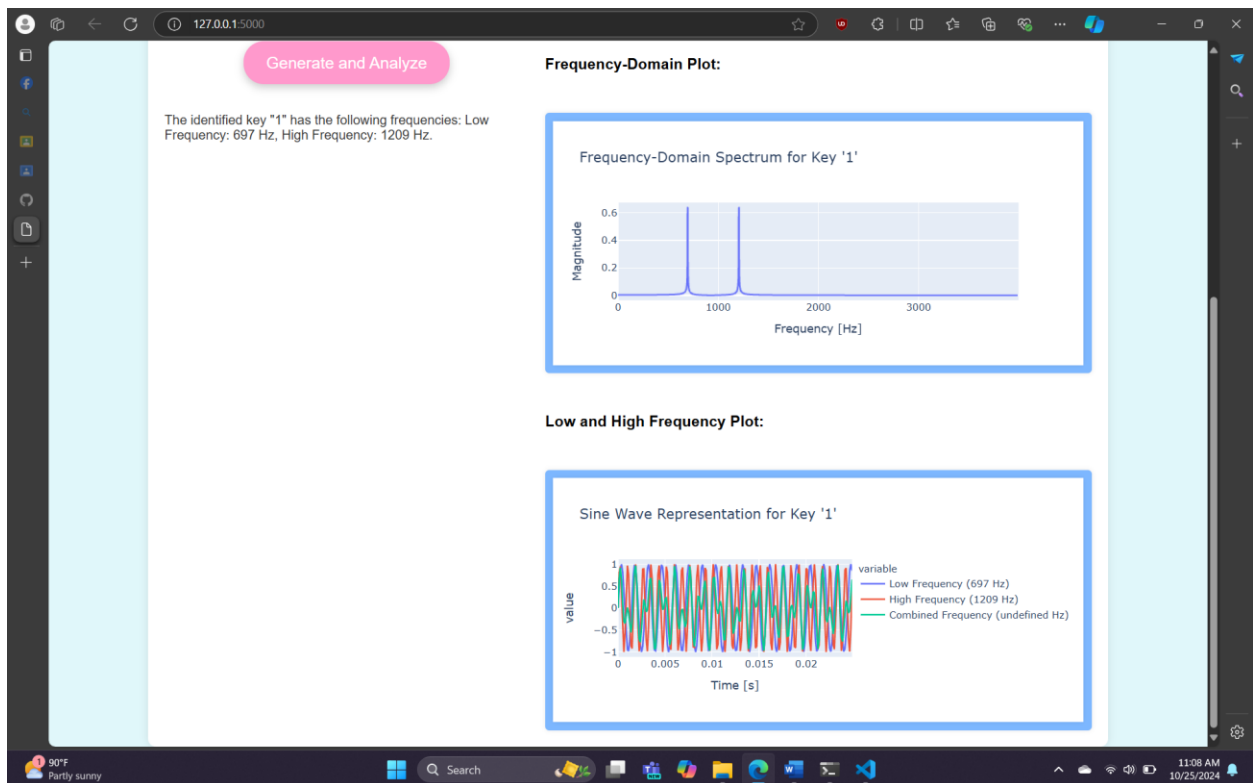 127.0.0.1:5000
Generate and Analyze
The identified key "1" has the following frequencies: Low
Frequency: 697 Hz, High Frequency: 1209 Hz.
Frequency-Domain Plot:
Frequency-Domain Spectrum for Key '1'
Magnitude
0.6
0.4
0.2
0
0 1000 2000 3000
Frequency [Hz]
Low and High Frequency Plot:
Sine Wave Representation for Key '1'
value
1
0.5
0
−0.5
−1
0 0.005 0.01 0.015 0.02
Time [s]
variable
Low Frequency (697 Hz)
High Frequency (1209 Hz)
Combined Frequency (undefined Hz)
1
90°F
Partly sunny
Search
11:08 AM
10/25/2024